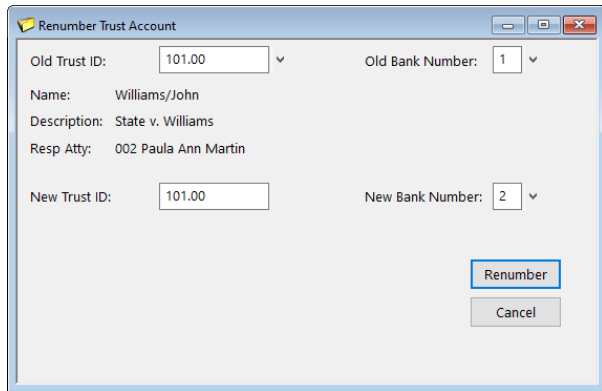 Renumber Trust Account
Old Trust ID: 101.00 Old Bank Number: 1
Name: Williams/John
Description: State v. Williams
Resp Atty: 002 Paula Ann Martin
New Trust ID: 101.00 New Bank Number: 2
Renumber
Cancel